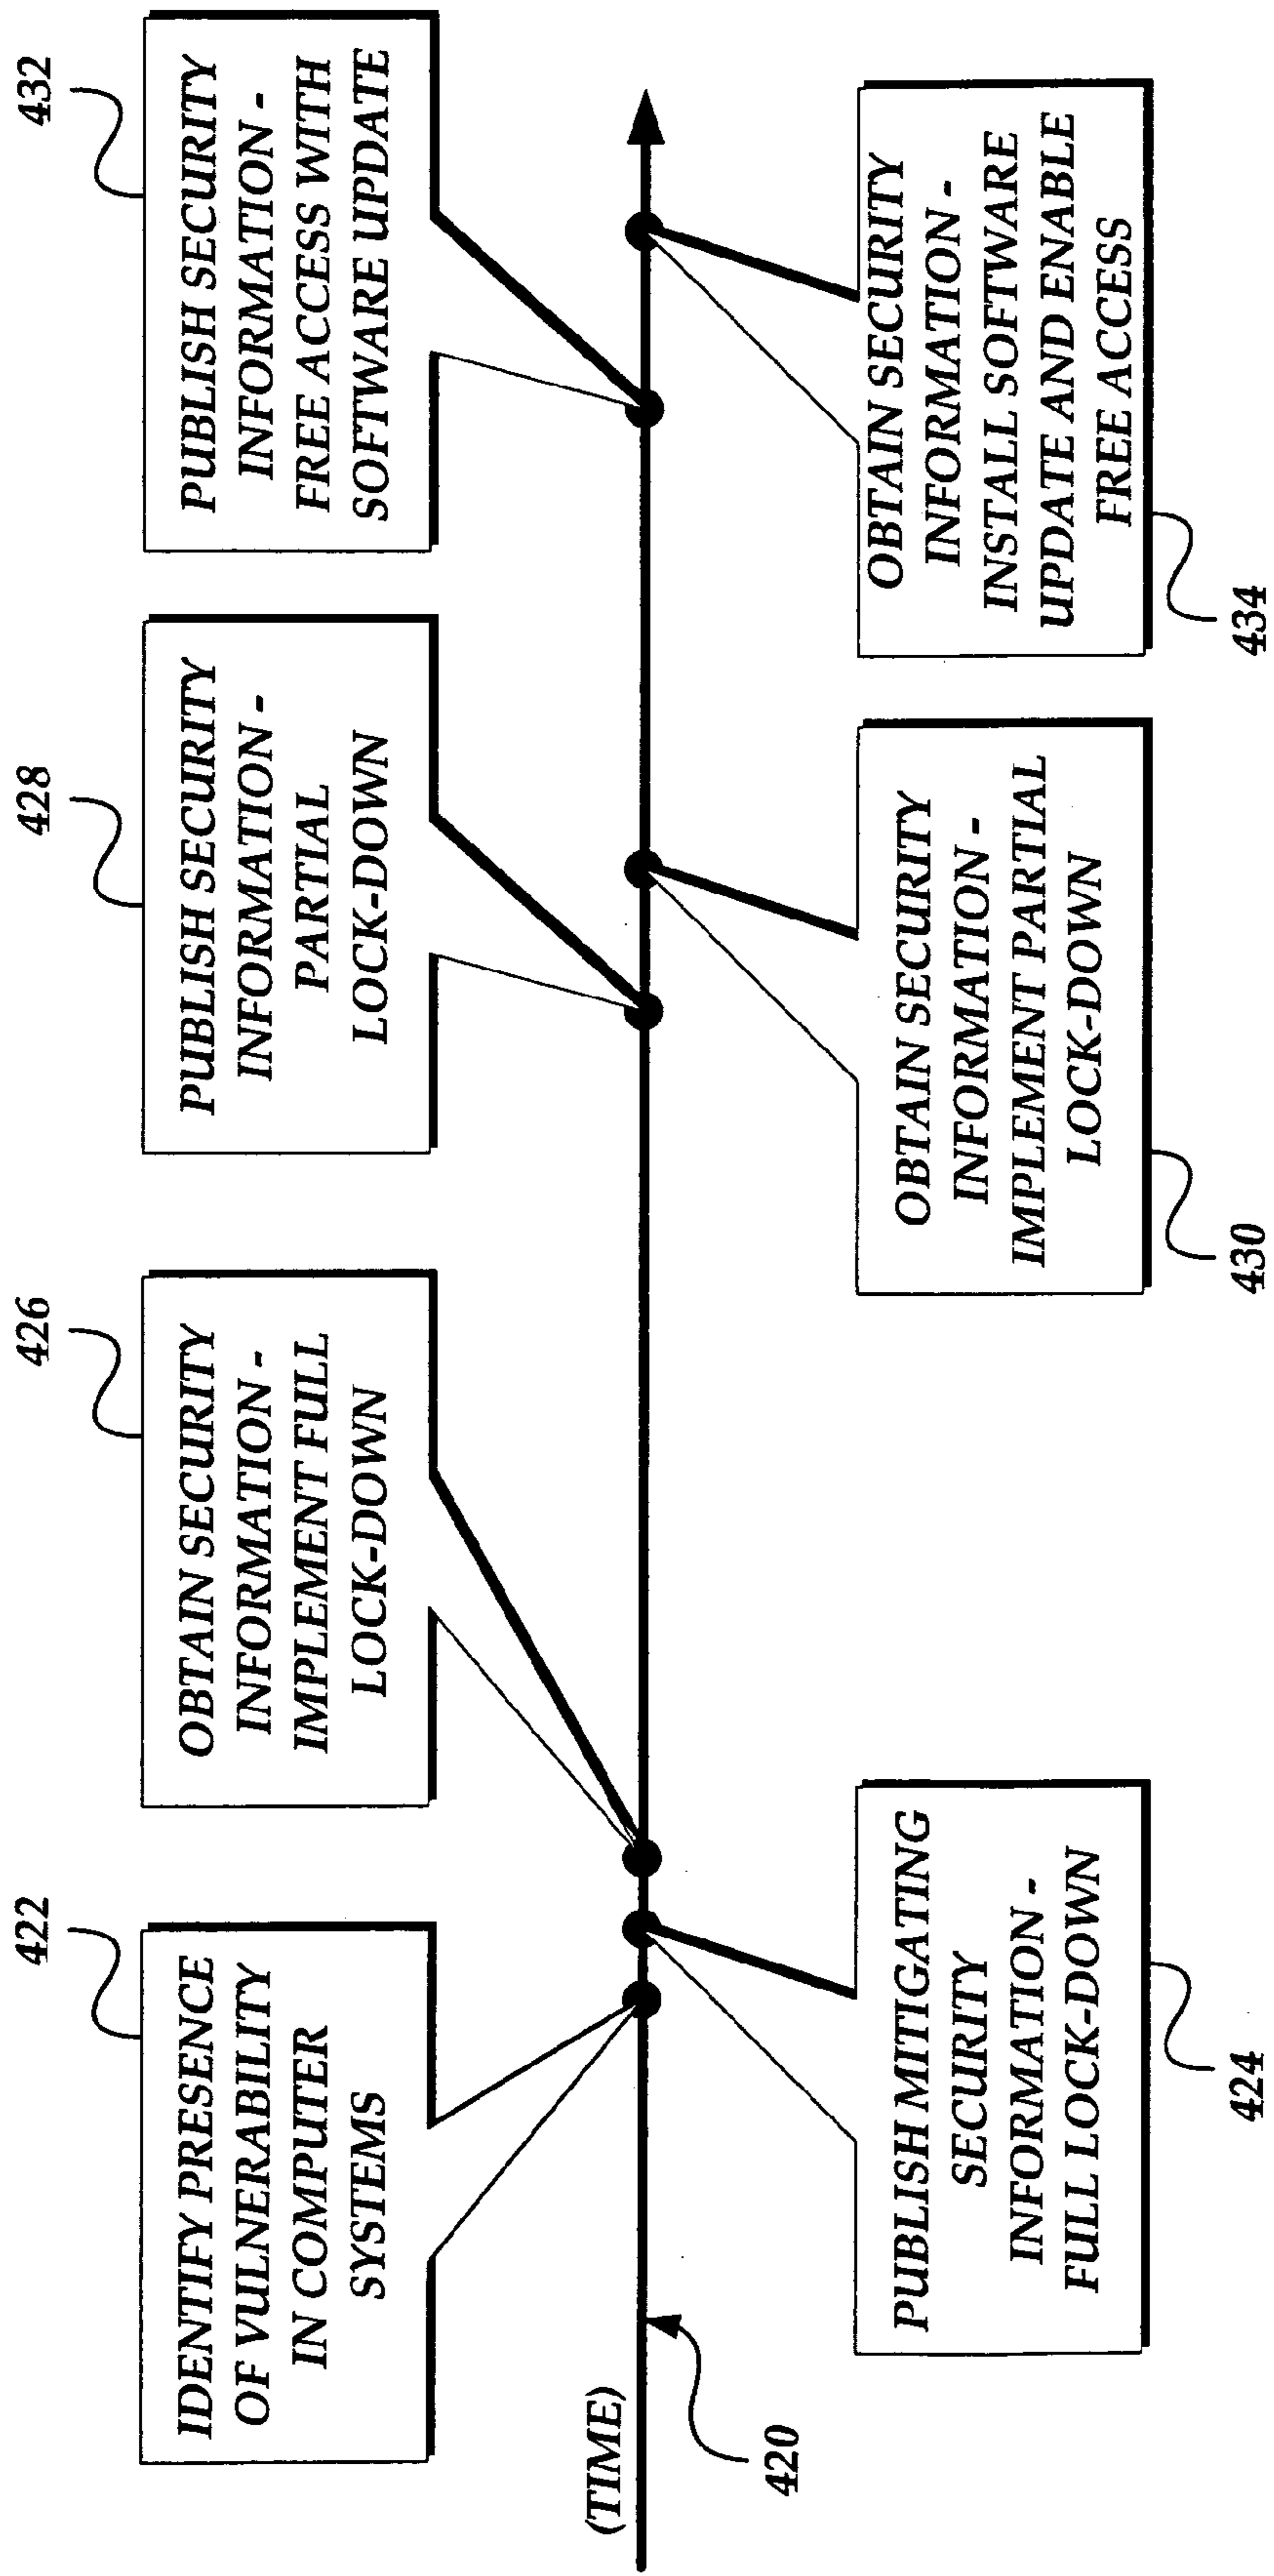 422
IDENTIFY PRESENCE
OF VULNERABILITY
IN COMPUTER
SYSTEMS
426
OBTAIN SECURITY
INFORMATION -
IMPLEMENT FULL
LOCK-DOWN
428
PUBLISH SECURITY
INFORMATION -
PARTIAL
LOCK-DOWN
432
PUBLISH SECURITY
INFORMATION -
FREE ACCESS WITH
SOFTWARE UPDATE
(TIME)
420
PUBLISH MITIGATING
SECURITY
INFORMATION -
FULL LOCK-DOWN
424
OBTAIN SECURITY
INFORMATION -
IMPLEMENT PARTIAL
LOCK-DOWN
430
OBTAIN SECURITY
INFORMATION -
INSTALL SOFTWARE
UPDATE AND ENABLE
FREE ACCESS
434